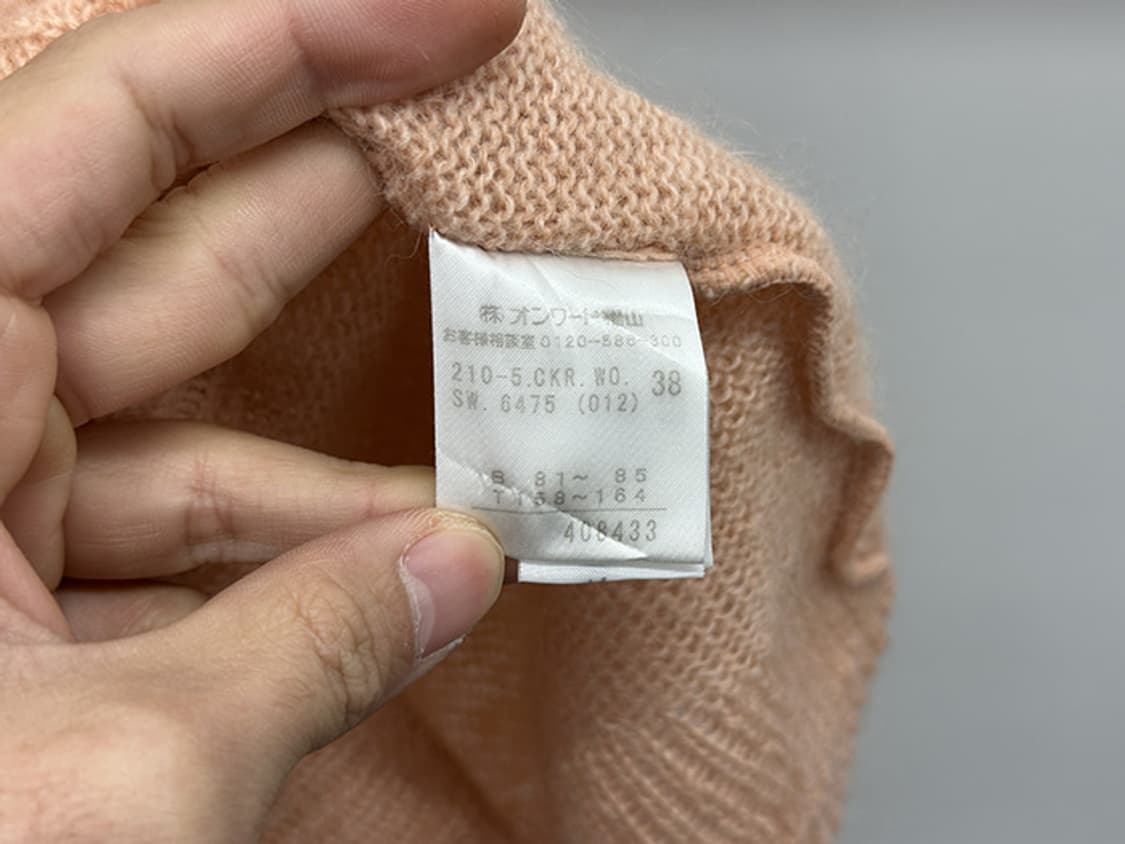 株 オンワード樫山
お客様相談室 0120-586-300
210-5.CKR.WO. 38
SW. 6475 (012)
B 81~ 85
T158~164
408433